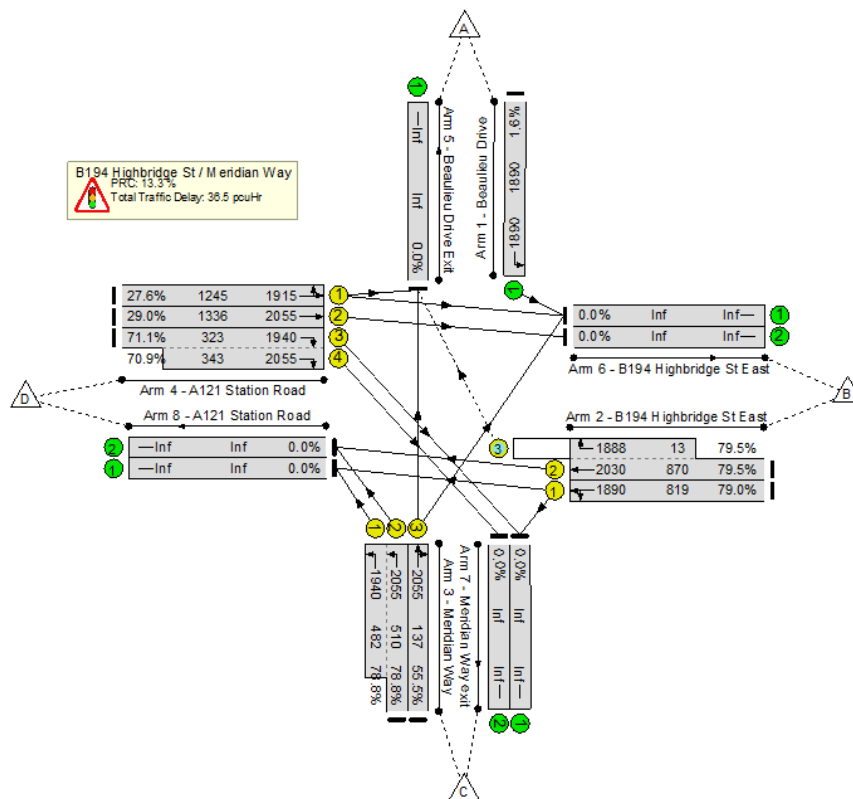 A
1
—Inf Inf 0.0%
Arm 5 - Beaulieu Drive Exit
Arm 1 - Beaulieu Drive
1890 1890 1.6%
1
B194 Highbridge St / Meridian Way
PRC: 13.3 %
Total Traffic Delay: 36.5 pcuHr
27.6% 1245 1915 1
29.0% 1336 2055 2
71.1% 323 1940 3
70.9% 343 2055 4
Arm 4 - A121 Station Road
D
Arm 8 - A121 Station Road
2 —Inf Inf 0.0%
1 —Inf Inf 0.0%
0.0% Inf Inf— 1
0.0% Inf Inf— 2
Arm 6 - B194 Highbridge St East
B
Arm 2 - B194 Highbridge St East
3 1888 13 79.5%
2 2030 870 79.5%
1 1890 819 79.0%
1 2 3
1940 482 78.8%
2055 510 78.8%
2055 137 55.5%
Arm 3 - Meridian Way
Arm 7 - Meridian Way exit
0.0% Inf Inf—
0.0% Inf Inf—
2 1
C